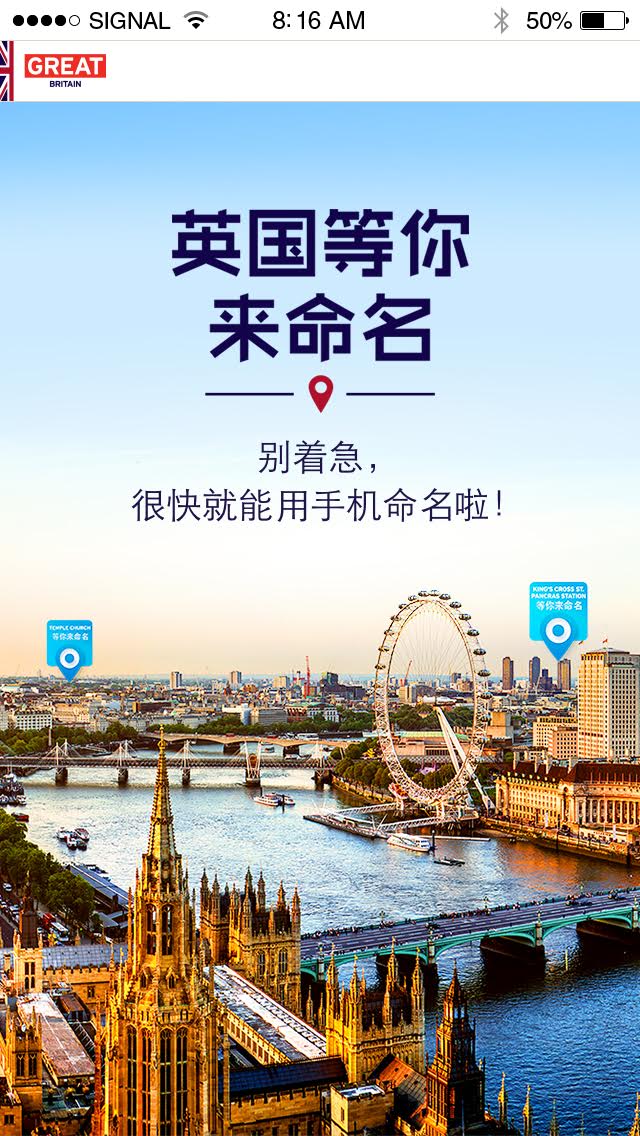 SIGNAL 8:16 AM 50%
GREAT
BRITAIN
英国等你
来命名
别着急，
很快就能用手机命名啦！
KING'S CROSS ST.
PANCRAS STATION
等你来命名
TEMPLE CHURCH
等你来命名